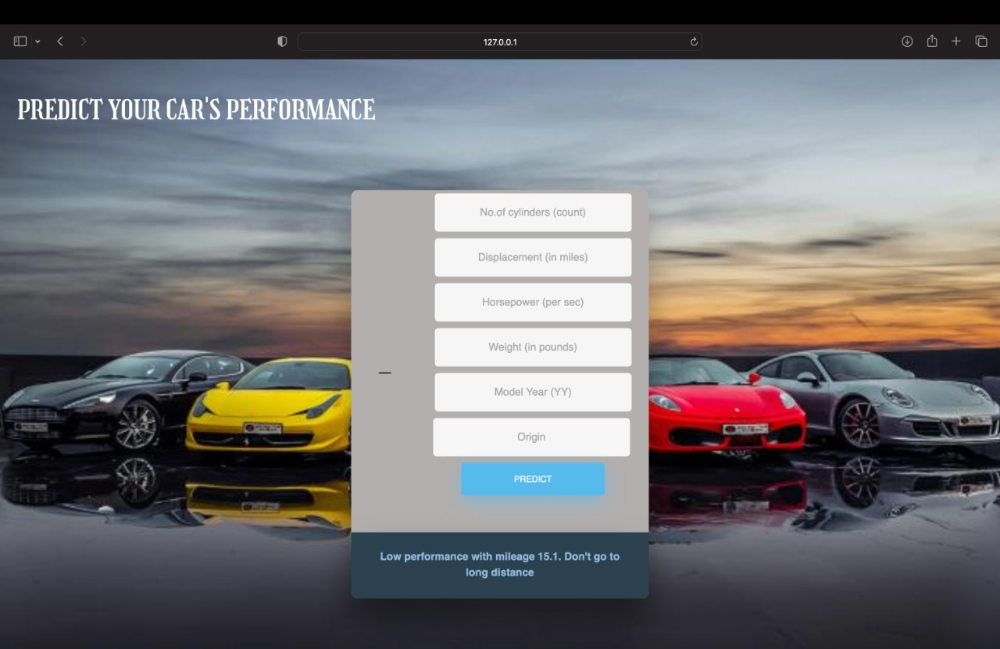 127.0.0.1
PREDICT YOUR CAR'S PERFORMANCE
No.of cylinders (count)
Displacement (in miles)
Horsepower (per sec)
Weight (in pounds)
Model Year (YY)
Origin
PREDICT
Low performance with mileage 15.1. Don't go to
long distance